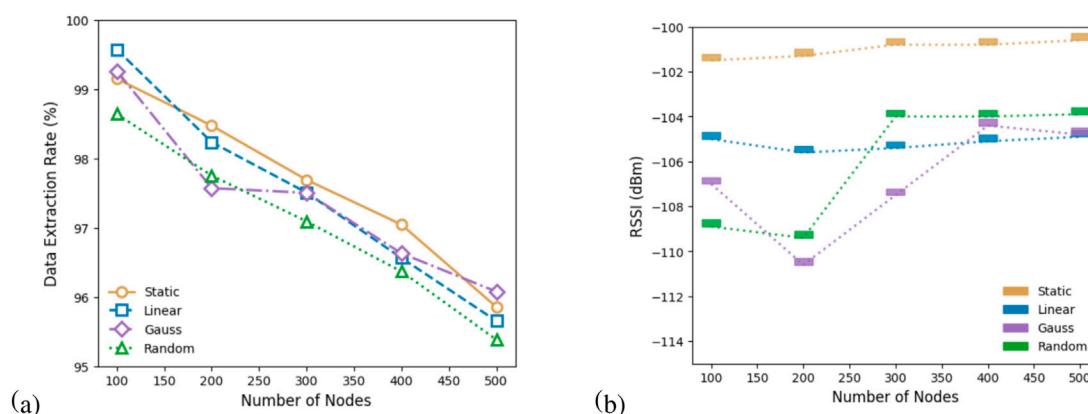 100
99
98
97
96
95
Data Extraction Rate (%)
Static
Linear
Gauss
Random
100 150 200 250 300 350 400 450 500
Number of Nodes
(a)
−100
−102
−104
−106
−108
−110
−112
−114
RSSI (dBm)
Static
Linear
Gauss
Random
100 150 200 250 300 350 400 450 500
Number of Nodes
(b)